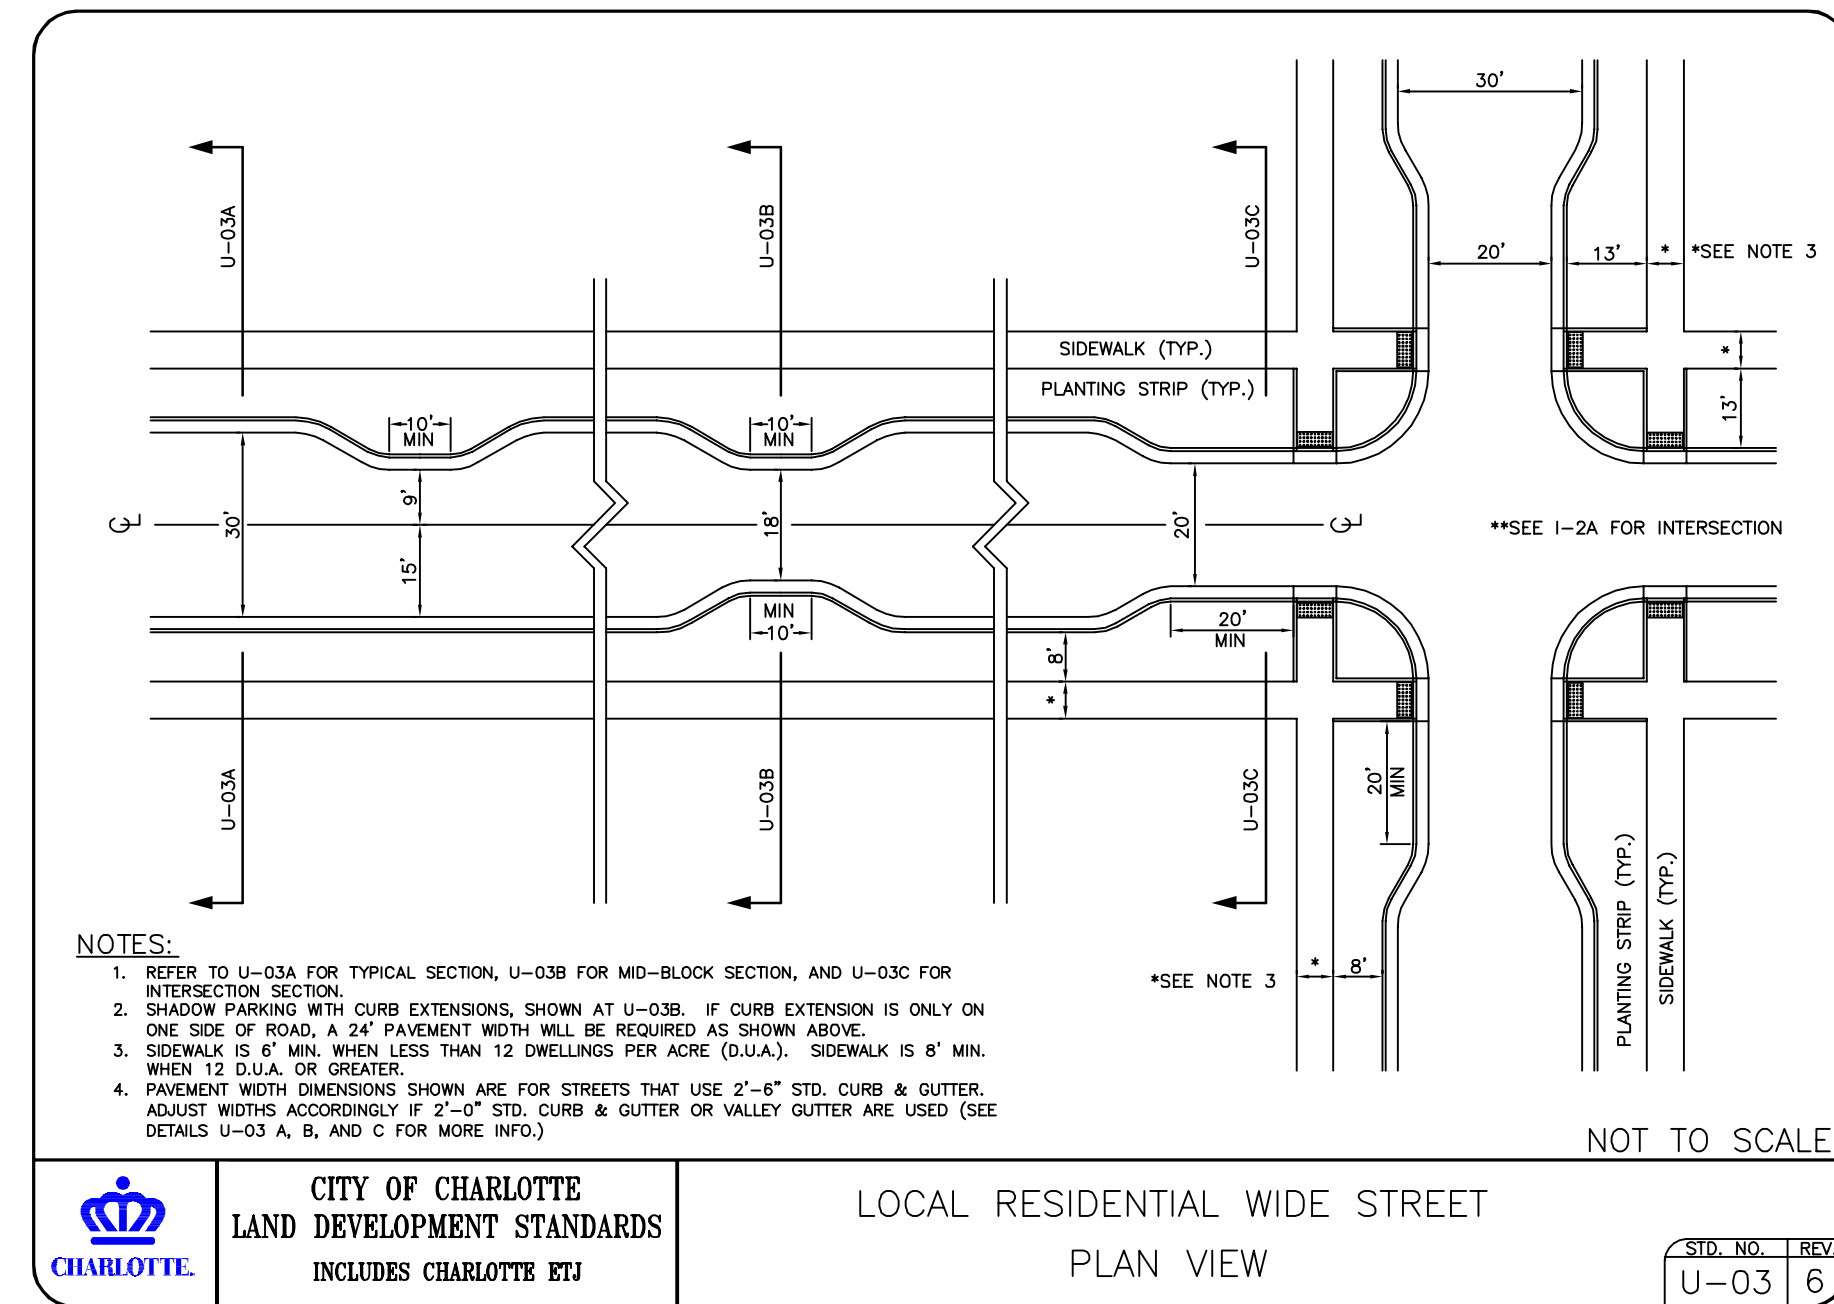 30'
U-03A
U-03B
U-03C
20'
13'
*
*SEE NOTE 3
SIDEWALK (TYP.)
PLANTING STRIP (TYP.)
*
13'
10'
MIN
10'
MIN
9'
30'
15'
18'
20'
CL
CL
**SEE I-2A FOR INTERSECTION
MIN
10'
20'
MIN
8'
*
U-03A
U-03B
U-03C
20'
MIN
PLANTING STRIP (TYP.)
SIDEWALK (TYP.)
*SEE NOTE 3
*
8'
NOTES:
1. REFER TO U-03A FOR TYPICAL SECTION, U-03B FOR MID-BLOCK SECTION, AND U-03C FOR
INTERSECTION SECTION.
2. SHADOW PARKING WITH CURB EXTENSIONS, SHOWN AT U-03B. IF CURB EXTENSION IS ONLY ON
ONE SIDE OF ROAD, A 24' PAVEMENT WIDTH WILL BE REQUIRED AS SHOWN ABOVE.
3. SIDEWALK IS 6' MIN. WHEN LESS THAN 12 DWELLINGS PER ACRE (D.U.A.). SIDEWALK IS 8' MIN.
WHEN 12 D.U.A. OR GREATER.
4. PAVEMENT WIDTH DIMENSIONS SHOWN ARE FOR STREETS THAT USE 2'-6" STD. CURB & GUTTER.
ADJUST WIDTHS ACCORDINGLY IF 2'-0" STD. CURB & GUTTER OR VALLEY GUTTER ARE USED (SEE
DETAILS U-03 A, B, AND C FOR MORE INFO.)
NOT TO SCALE
CHARLOTTE.
CITY OF CHARLOTTE
LAND DEVELOPMENT STANDARDS
INCLUDES CHARLOTTE ETJ
LOCAL RESIDENTIAL WIDE STREET
PLAN VIEW
STD. NO. REV.
U-03 6